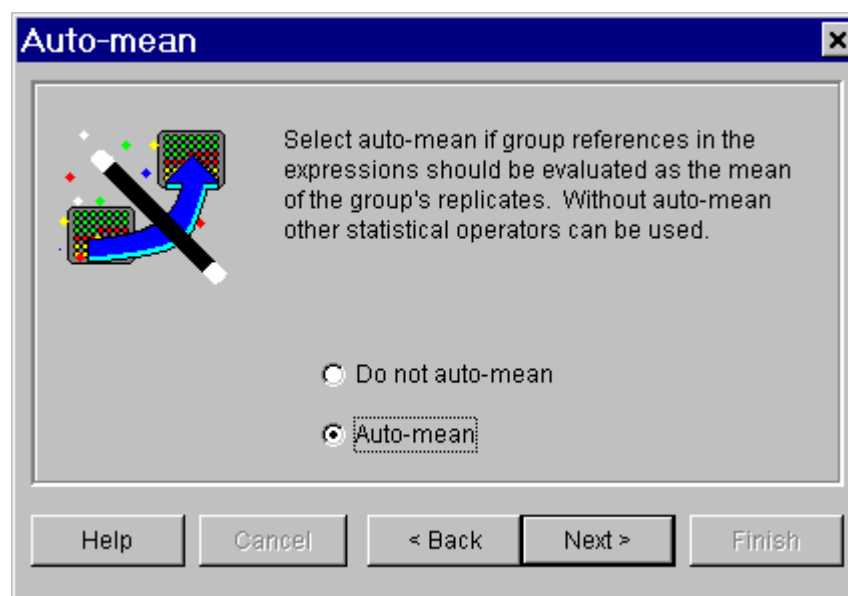 Auto-mean
Select auto-mean if group references in the
expressions should be evaluated as the mean
of the group's replicates.  Without auto-mean
other statistical operators can be used.
Do not auto-mean
Auto-mean
Help
Cancel
< Back
Next >
Finish